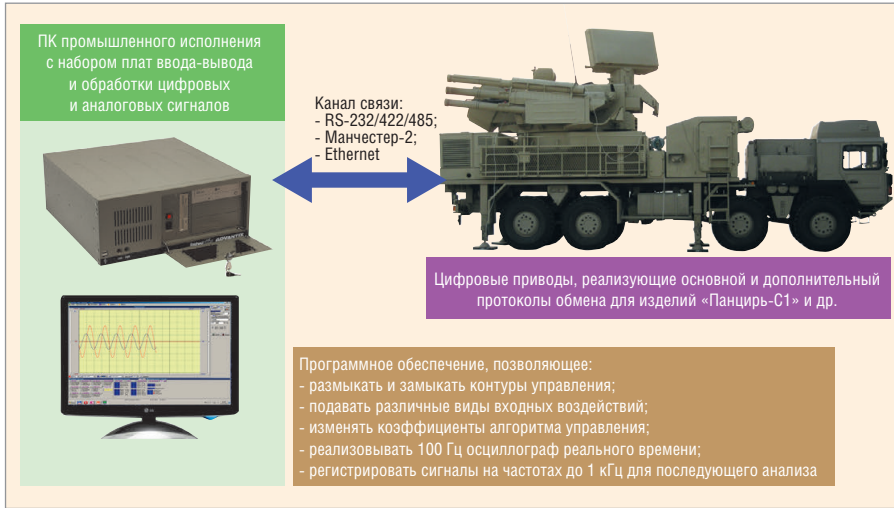 ПК промышленного исполнения
с набором плат ввода-вывода
и обработки цифровых
и аналоговых сигналов
Канал связи:
- RS-232/422/485;
- Манчестер-2;
- Ethernet
Цифровые приводы, реализующие основной и дополнительный
протоколы обмена для изделий «Панцирь-С1» и др.
Программное обеспечение, позволяющее:
- размыкать и замыкать контуры управления;
- подавать различные виды входных воздействий;
- изменять коэффициенты алгоритма управления;
- реализовывать 100 Гц осциллограф реального времени;
- регистрировать сигналы на частотах до 1 кГц для последующего анализа
LG